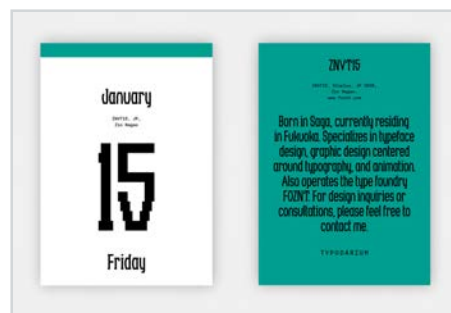 January
ZNVT15, JP,
15
Friday
ZNVT15
Born in Saga, currently residing
in Fukuoka. Specializes in typeface
design, graphic design centered
around typography, and animation.
Also operates the type foundry
FOZNT. For design inquiries or
consultations, please feel free to
contact me.
TYPODARIUM